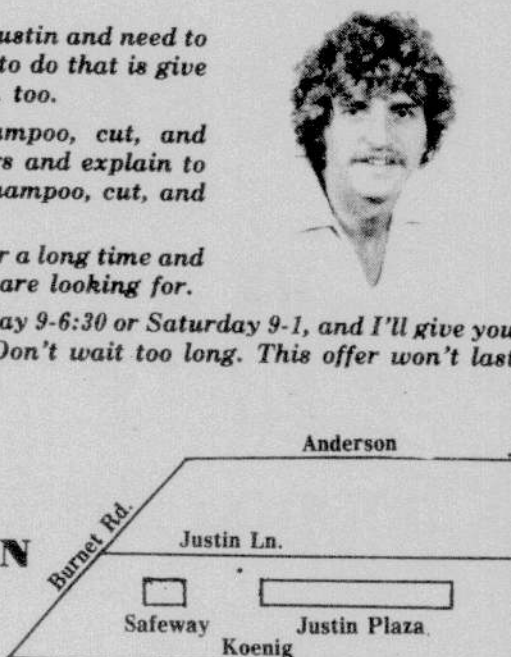 ustin and need to
to do that is give
too.
ampoo, cut, and
rs and explain to
hampoo, cut, and
r a long time and
are looking for.
ay 9-6:30 or Saturday 9-1, and I'll give you
Don't wait too long. This offer won't last
Anderson
N
Burnet Rd.
Justin Ln.
Safeway
Justin Plaza
Koenig